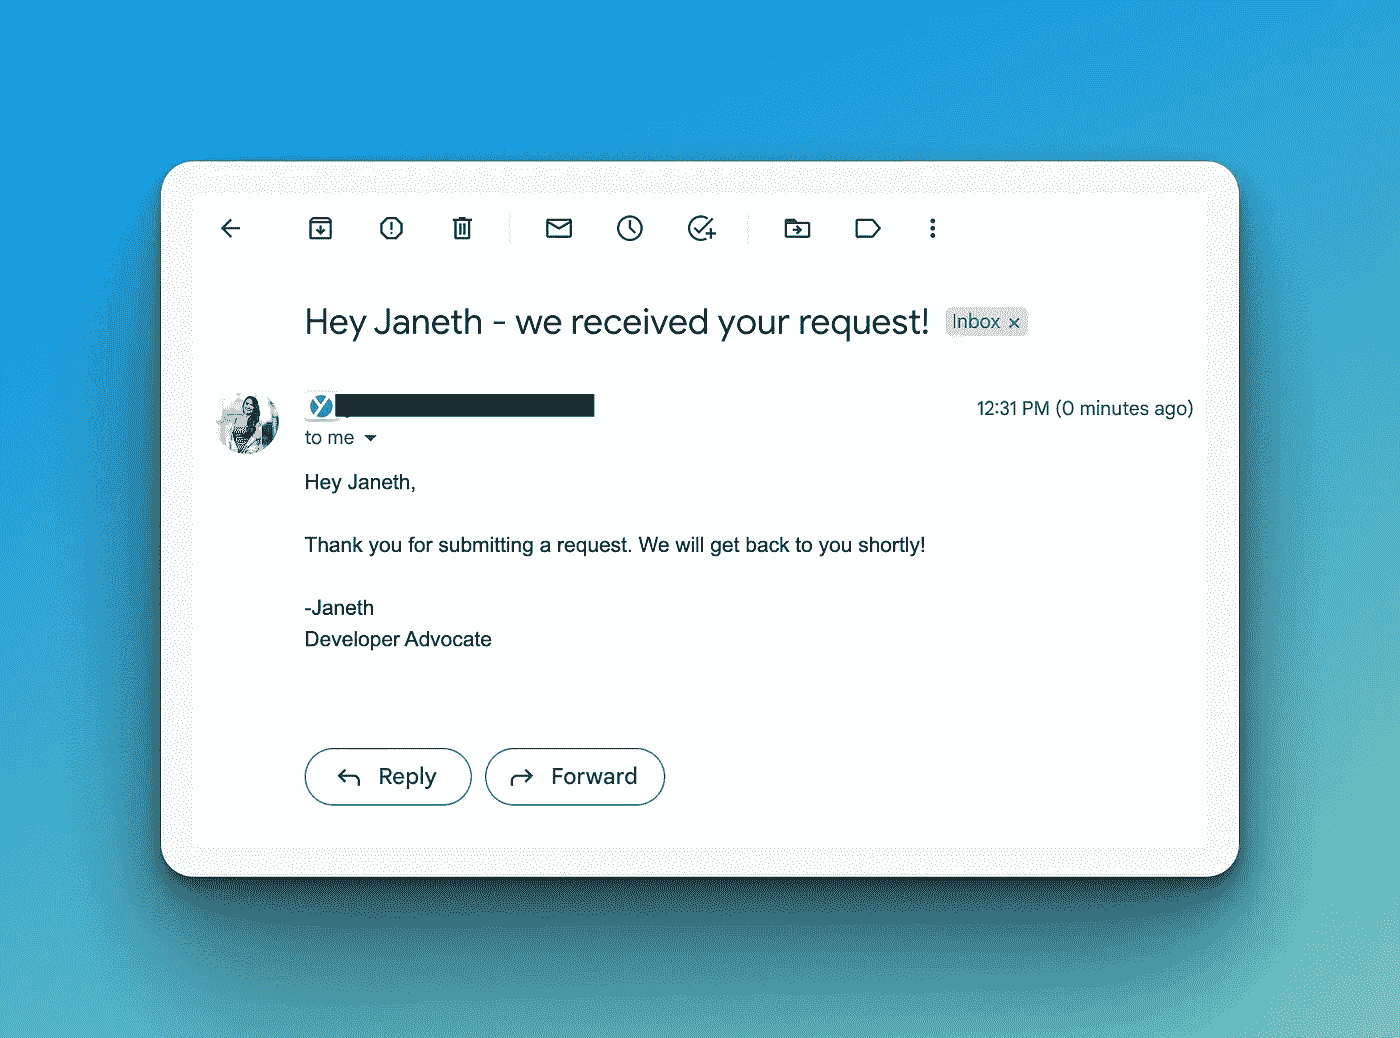 Hey Janeth - we received your request! Inbox x
12:31 PM (0 minutes ago)
to me
Hey Janeth,
Thank you for submitting a request. We will get back to you shortly!
-Janeth
Developer Advocate
Reply Forward